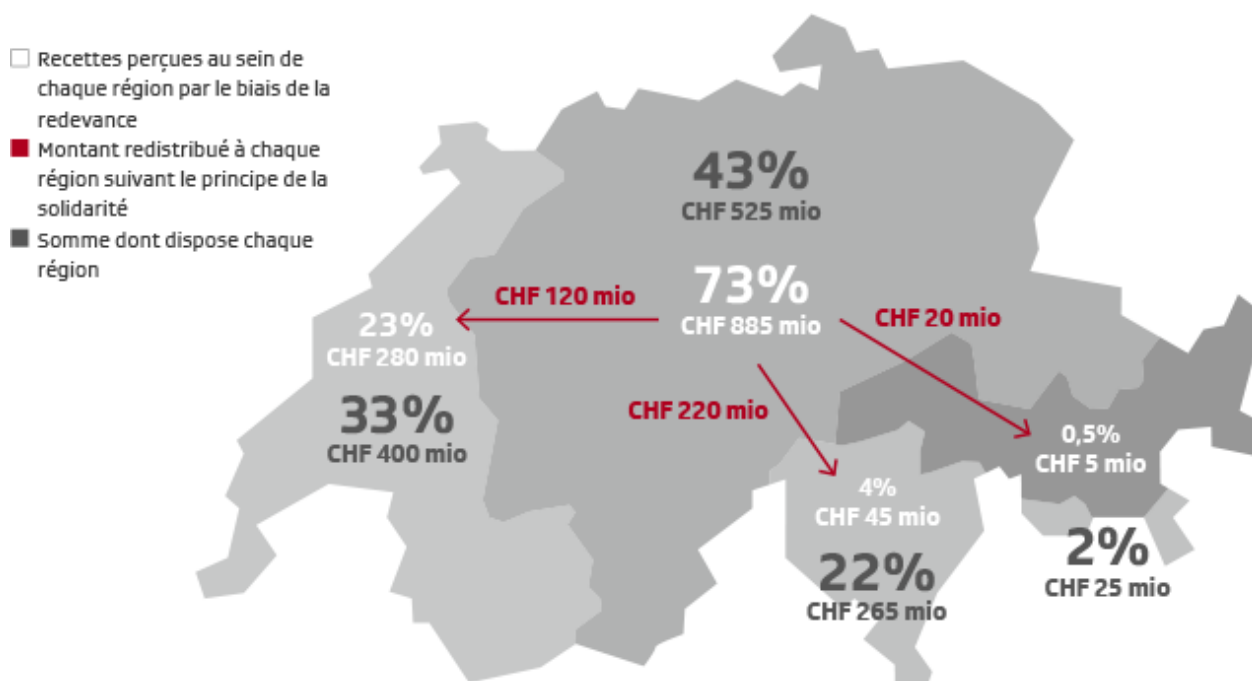 Recettes perçues au sein de
chaque région par le biais de la
redevance
Montant redistribué à chaque
région suivant le principe de la
solidarité
Somme dont dispose chaque
région
43%
CHF 525 mio
73%
CHF 885 mio
CHF 120 mio
CHF 20 mio
CHF 220 mio
23%
CHF 280 mio
33%
CHF 400 mio
4%
CHF 45 mio
22%
CHF 265 mio
0,5%
CHF 5 mio
2%
CHF 25 mio